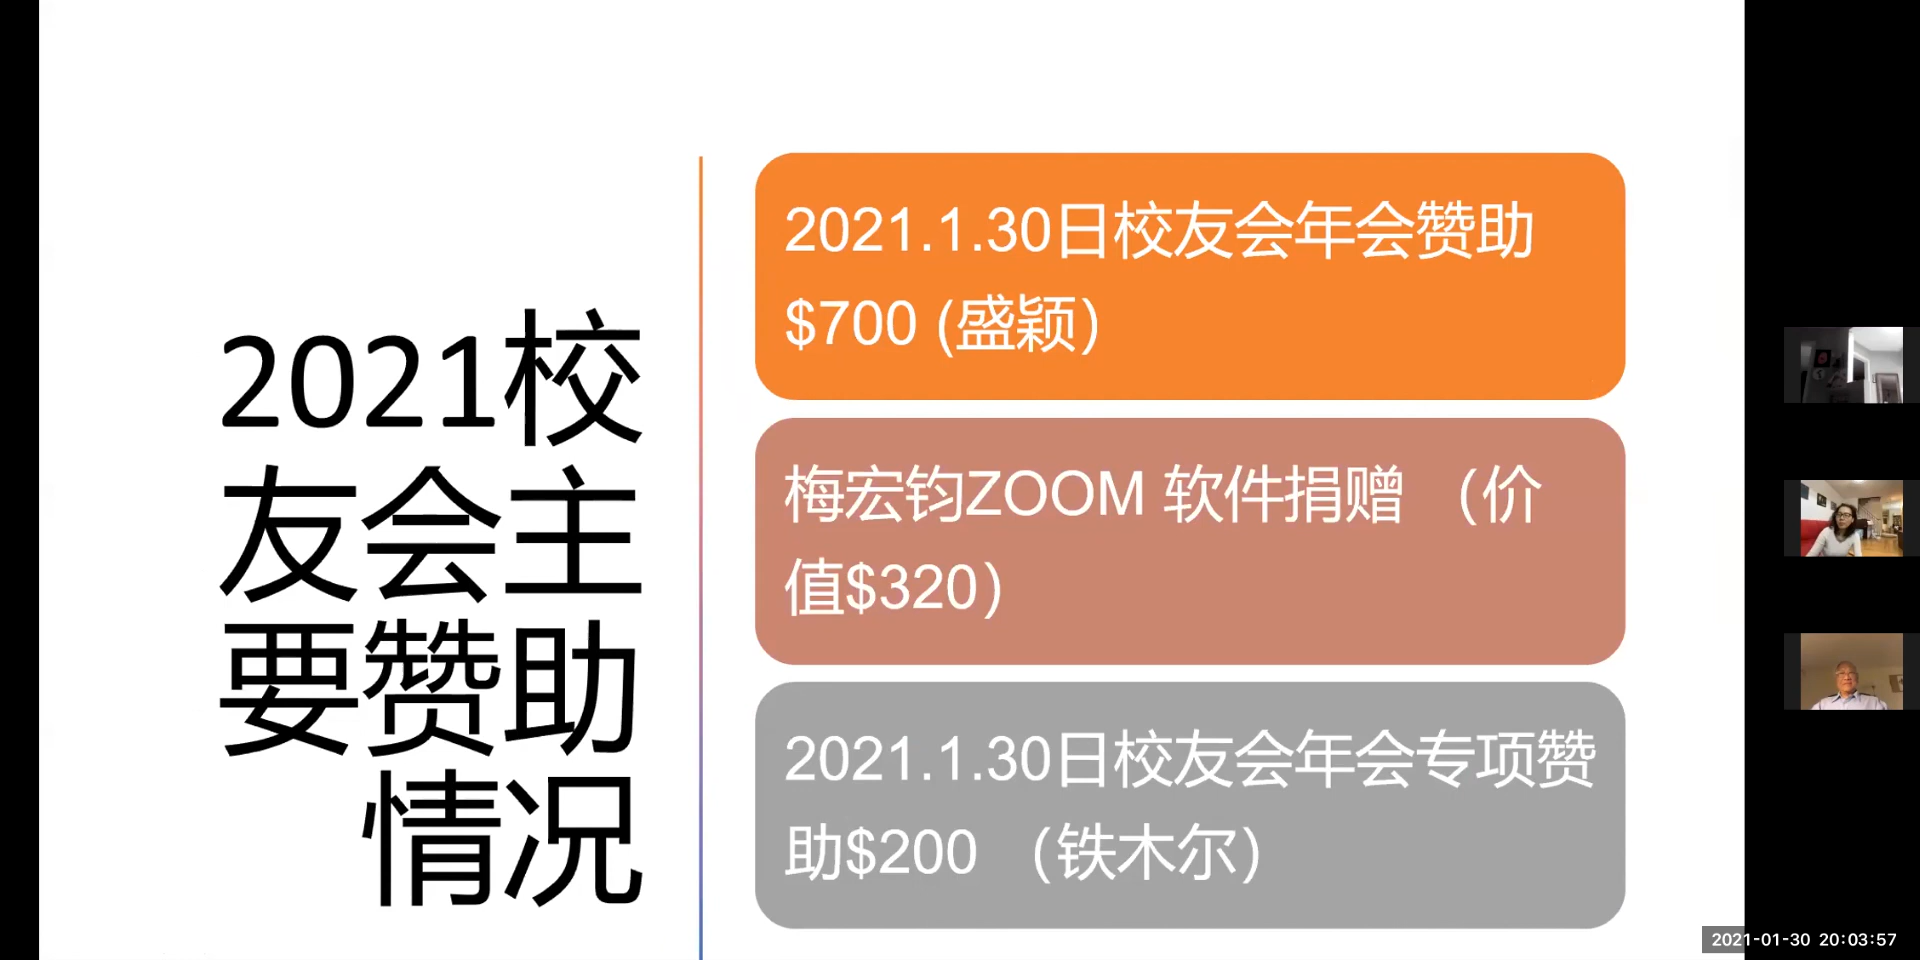 2021校
友会主
要赞助
情况
2021.1.30日校友会年会赞助
$700 (盛颖）
梅宏钧ZOOM 软件捐赠 （价
值$320）
2021.1.30日校友会年会专项赞
助$200 （铁木尔）
2021-01-30 20:03:57